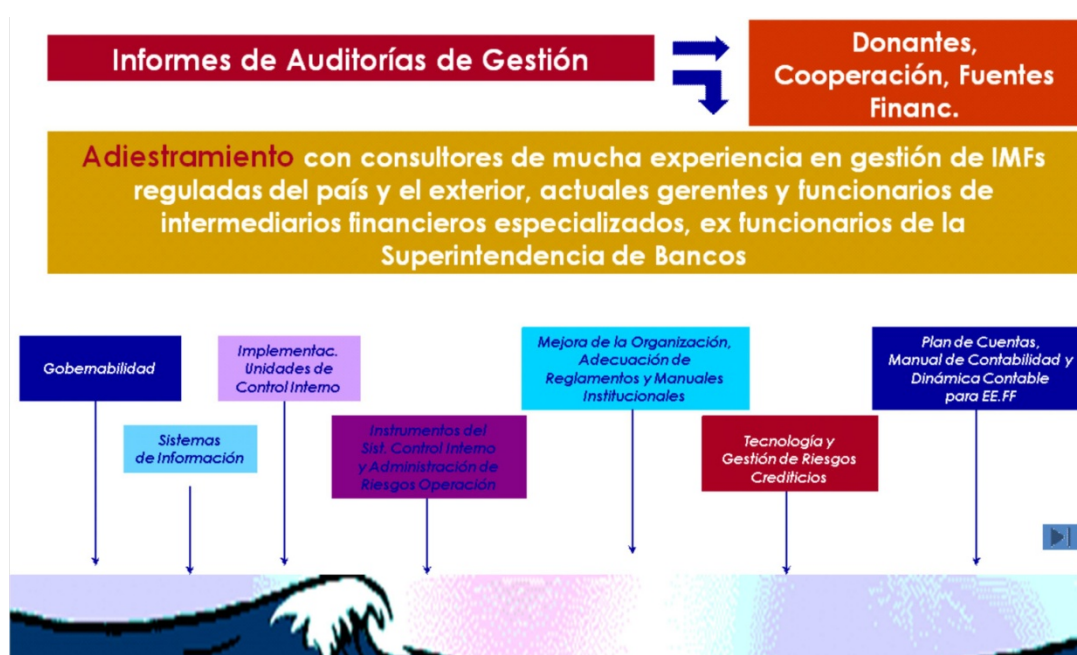 Informes de Auditorías de Gestión
Donantes,
Cooperación, Fuentes
Financ.
Adiestramiento con consultores de mucha experiencia en gestión de IMFs
reguladas del país y el exterior, actuales gerentes y funcionarios de
intermediarios financieros especializados, ex funcionarios de la
Superintendencia de Bancos
Gobernabilidad
Sistemas
de Información
Implementac.
Unidades de
Control Interno
Instrumentos del
Sist. Control Interno
y Administración de
Riesgos Operación
Mejora de la Organización,
Adecuación de
Reglamentos y Manuales
Institucionales
Tecnología y
Gestión de Riesgos
Crediticios
Plan de Cuentas,
Manual de Contabilidad y
Dinámica Contable
para EE.FF